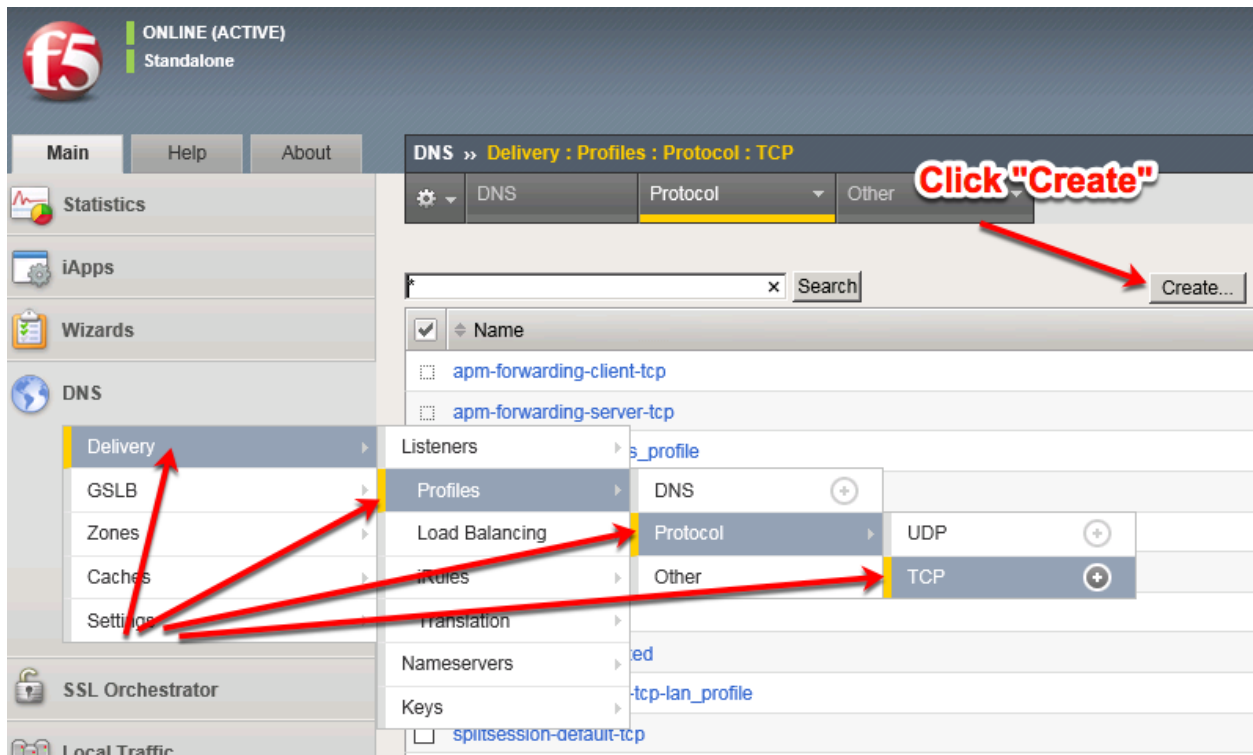 f5
ONLINE (ACTIVE)
Standalone
Main Help About
DNS » Delivery : Profiles : Protocol : TCP
DNS Protocol Other
Click "Create"
Statistics
iApps
Wizards
DNS
* × Search Create...
Name
apm-forwarding-client-tcp
apm-forwarding-server-tcp
s_profile
Delivery
GSLB
Zones
Caches
Settings
Listeners
Profiles
Load Balancing
iRules
Translation
Nameservers
Keys
DNS
Protocol
Other
UDP
TCP
ted
-tcp-lan_profile
splitsession-default-tcp
SSL Orchestrator
Local Traffic